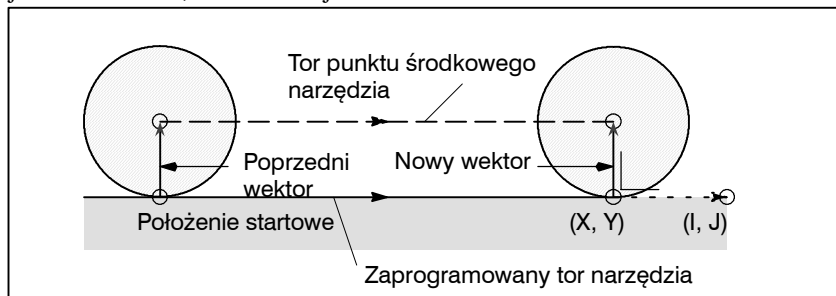 Tor punktu środkowego
narzędzia
Poprzedni
wektor
Nowy wektor
Położenie startowe
(X, Y)
(I, J)
Zaprogramowany tor narzędzia